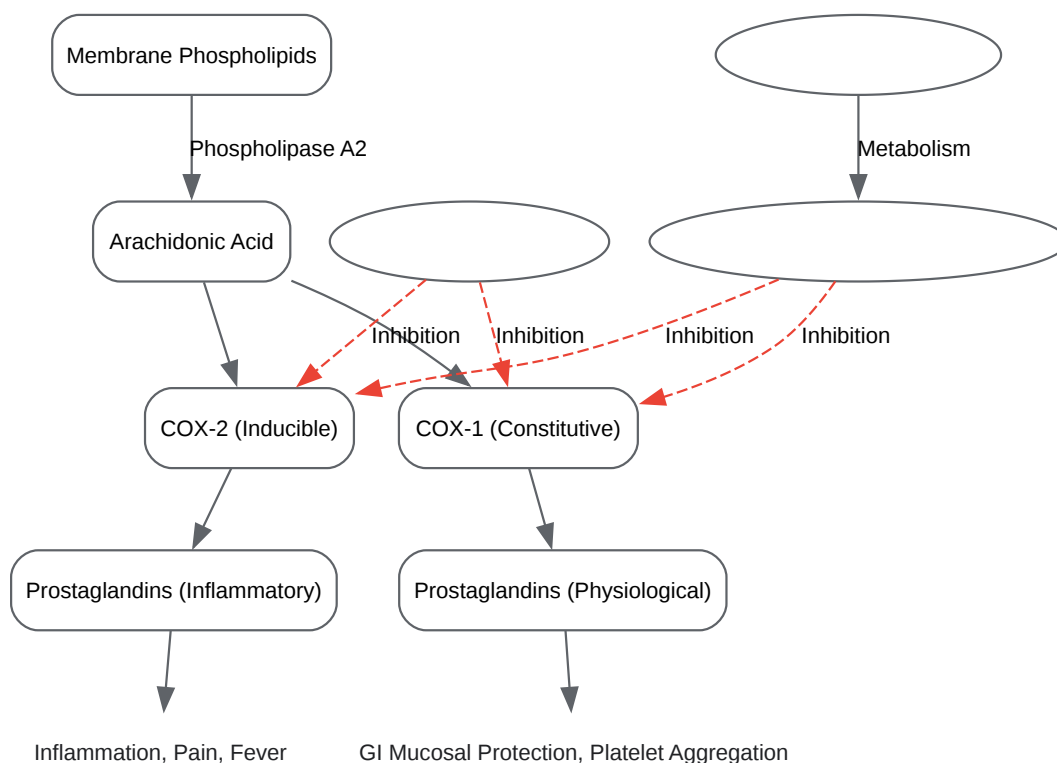 Membrane Phospholipids
Phospholipase A2
Metabolism
Arachidonic Acid
Inhibition
Inhibition
Inhibition
Inhibition
COX-2 (Inducible)
COX-1 (Constitutive)
Prostaglandins (Inflammatory)
Prostaglandins (Physiological)
Inflammation, Pain, Fever
GI Mucosal Protection, Platelet Aggregation